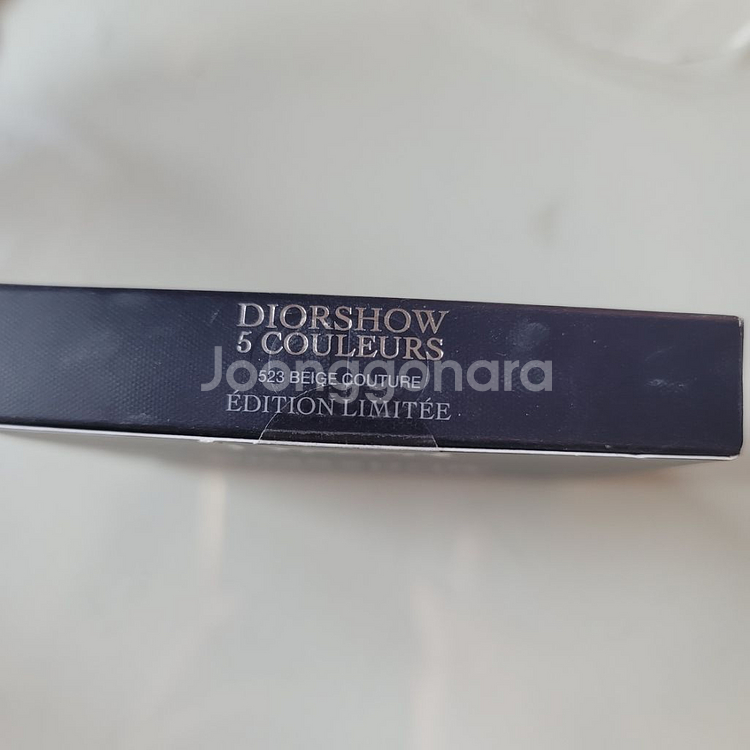 DIORSHOW
5 COULEURS
523 BEIGE COUTURE
ÉDITION LIMITÉE
Joonggonara